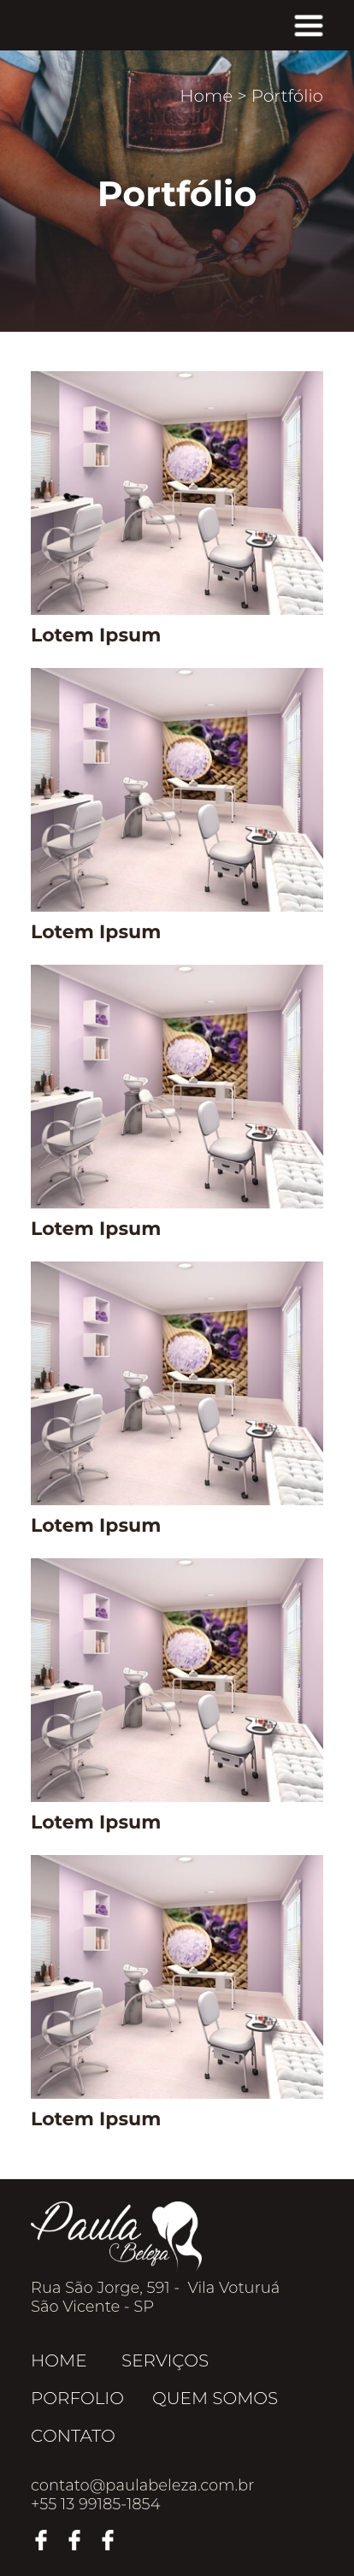 Home > Portfólio
Portfólio
Lotem Ipsum
Lotem Ipsum
Lotem Ipsum
Lotem Ipsum
Lotem Ipsum
Lotem Ipsum
Paula
Beleza
Rua São Jorge, 591 - Vila Voturuá
São Vicente - SP
HOME SERVIÇOS
PORFOLIO QUEM SOMOS
CONTATO
contato@paulabeleza.com.br
+55 13 99185-1854